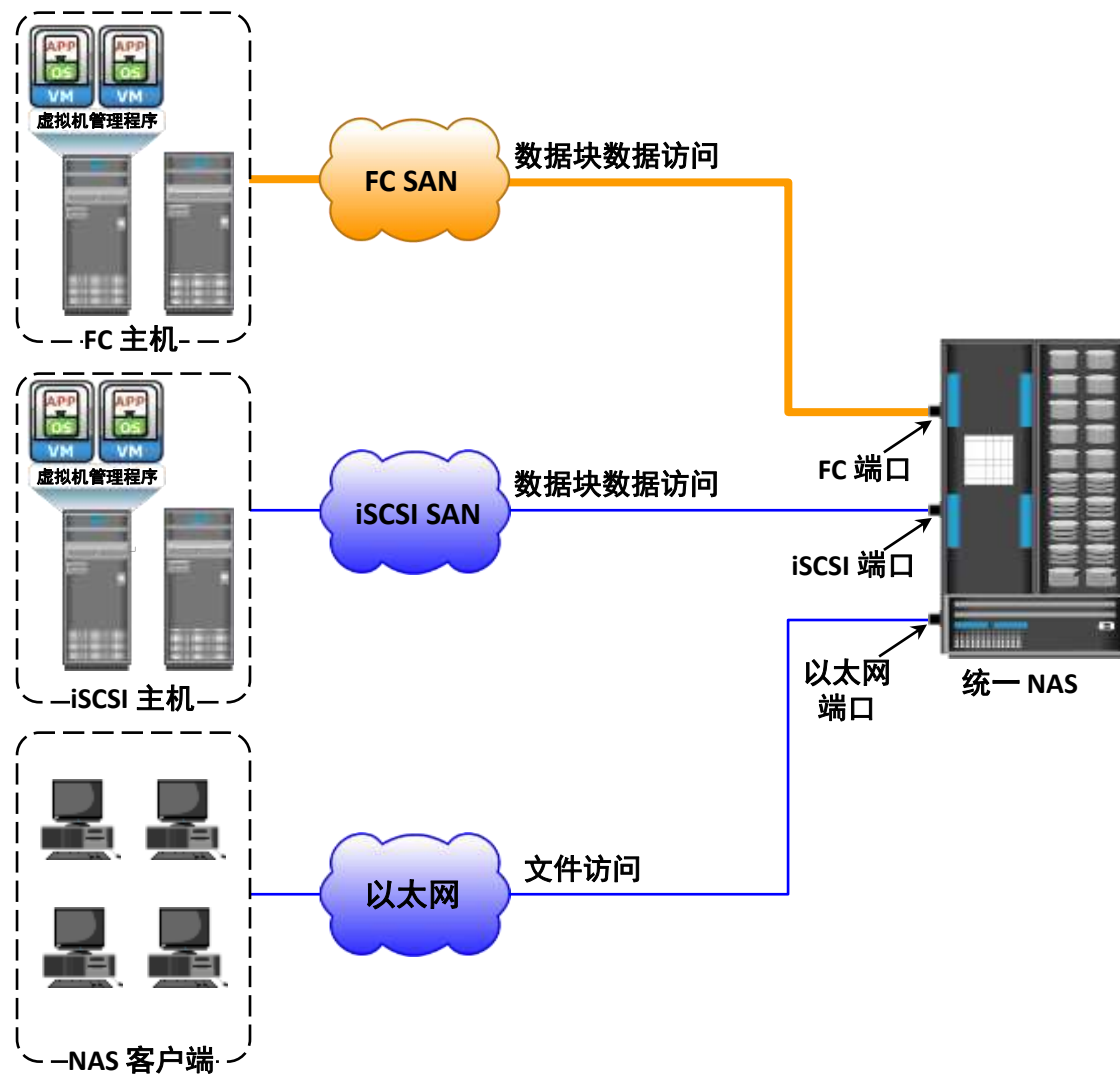 APP APP
OS OS
VM VM
虚拟机管理程序
FC 主机
FC SAN
数据块数据访问
APP APP
OS OS
VM VM
虚拟机管理程序
iSCSI 主机
iSCSI SAN
数据块数据访问
FC 端口
iSCSI 端口
以太网
端口
统一 NAS
以太网
文件访问
NAS 客户端